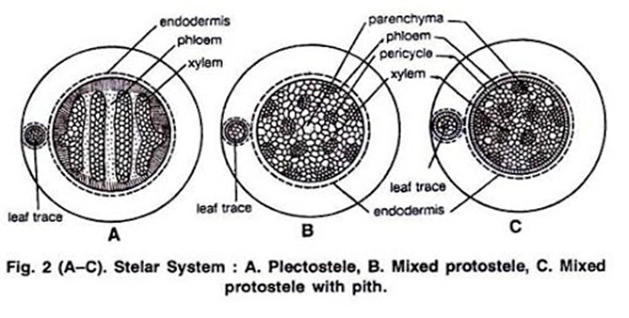 endodermis
phloem
xylem
parenchyma
phloem
pericycle
xylem
leaf trace
leaf trace
leaf trace
endodermis
A
B
C
Fig. 2 (A–C). Stelar System : A. Plectostele, B. Mixed protostele, C. Mixed
protostele with pith.